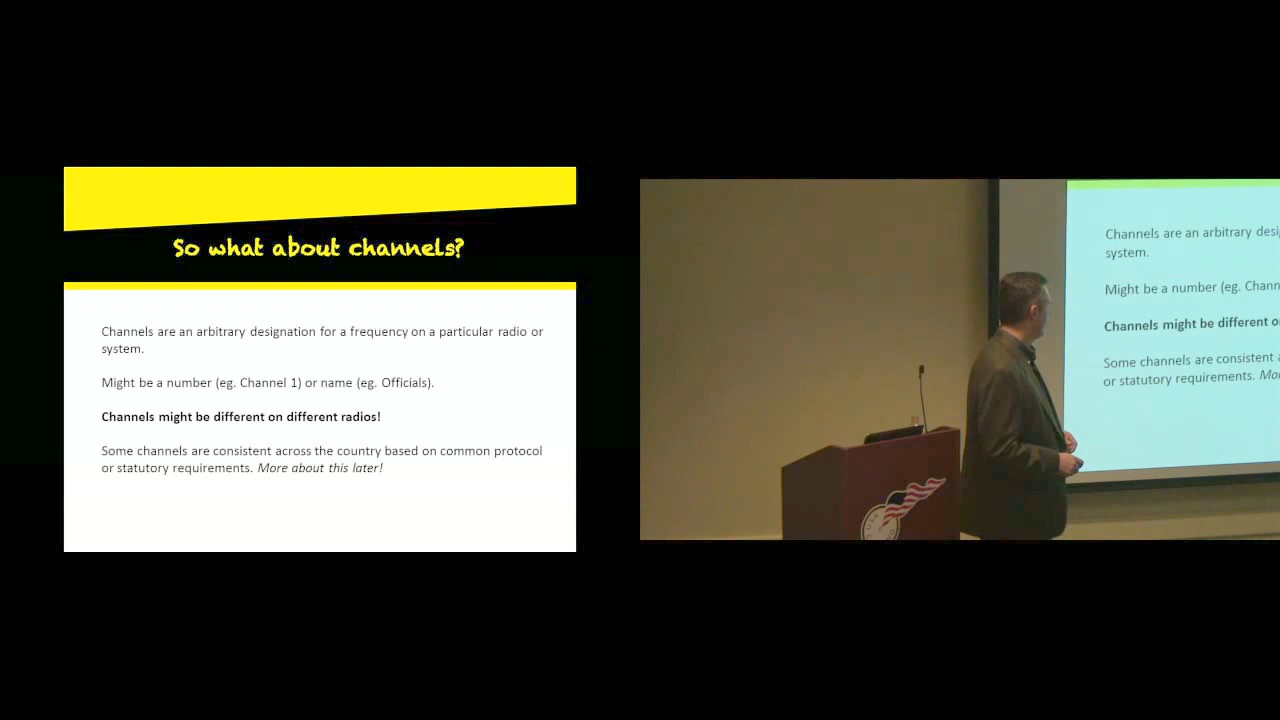 So what about channels?
Channels are an arbitrary designation for a frequency on a particular radio or
system.
Might be a number (eg. Channel 1) or name (eg. Officials).
Channels might be different on different radios!
Some channels are consistent across the country based on common protocol
or statutory requirements. More about this later!
Channels are an arbitrary desi
system.
Might be a number (eg. Chann
Channels might be different o
Some channels are consistent a
or statutory requirements. Mo
USA